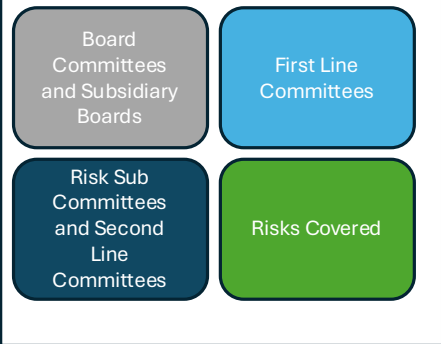 Board
Committees
and Subsidiary
Boards
First Line
Committees
Risk Sub
Committees
and Second
Line
Committees
Risks Covered